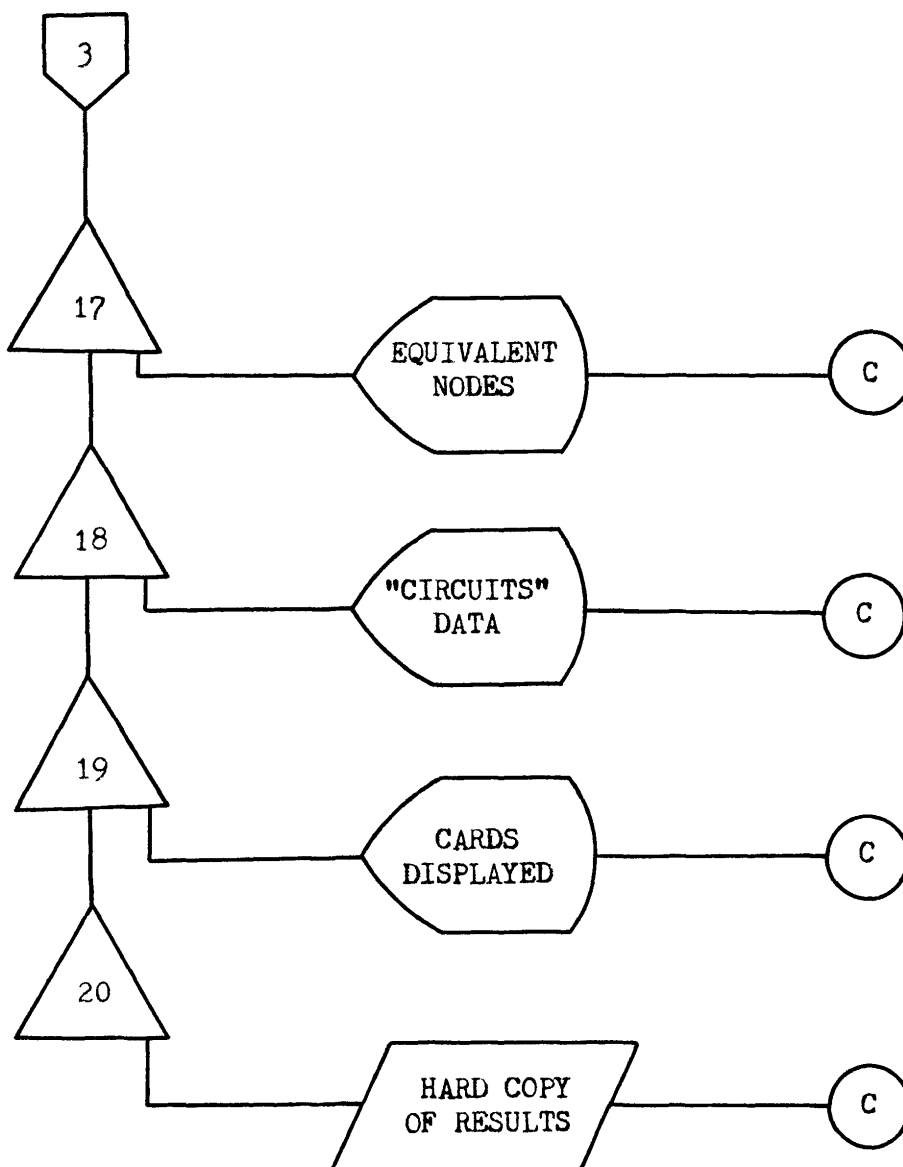 3
17
EQUIVALENT
NODES
C
18
"CIRCUITS"
DATA
C
19
CARDS
DISPLAYED
C
20
HARD COPY
OF RESULTS
C